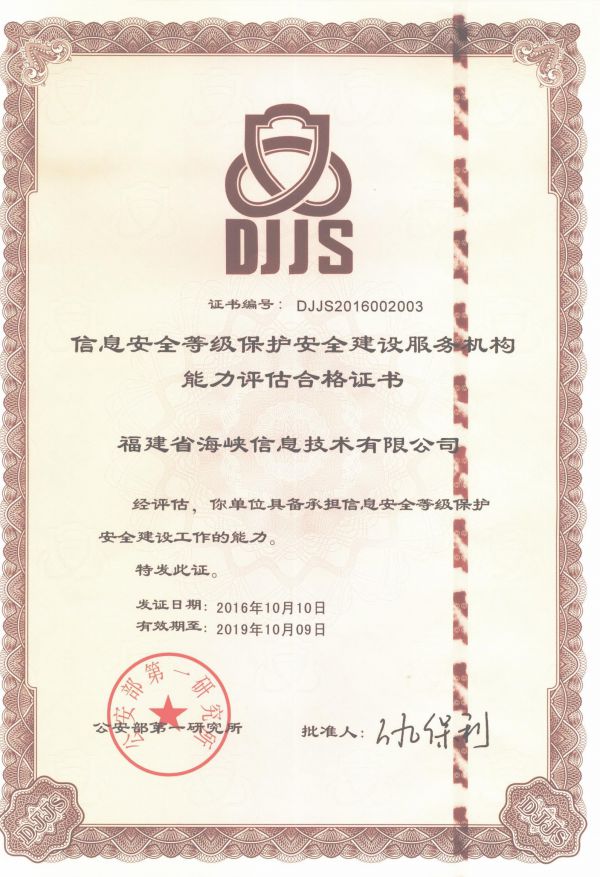 DJJS
证书编号：DJJS2016002003
信息安全等级保护安全建设服务机构
能力评估合格证书
福建省海峡信息技术有限公司
经评估，你单位具备承担信息安全等级保护
安全建设工作的能力。
特发此证。
发证日期：2016年10月10日
有效期至：2019年10月09日
公安部第一研究所
公安部第一研究所
批准人：仇保利
DJJS
DJJS